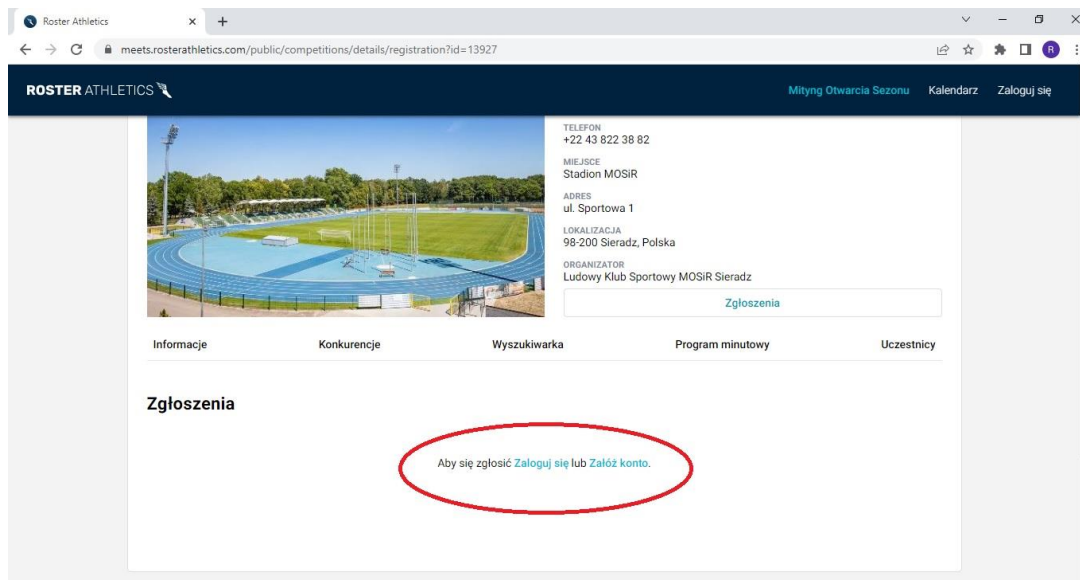 Roster Athletics
meets.rosterathletics.com/public/competitions/details/registration?id=13927
R
ROSTER ATHLETICS
Mityng Otwarcia Sezonu Kalendarz Zaloguj się
TELEFON
+22 43 822 38 82
MIEJSCE
Stadion MOSiR
ADRES
ul. Sportowa 1
LOKALIZACJA
98-200 Sieradz, Polska
ORGANIZATOR
Ludowy Klub Sportowy MOSiR Sieradz
Zgłoszenia
Informacje Konkurencje Wyszukiwarka Program minutowy Uczestnicy
Zgłoszenia
Aby się zgłosić Zaloguj się lub Załóż konto.